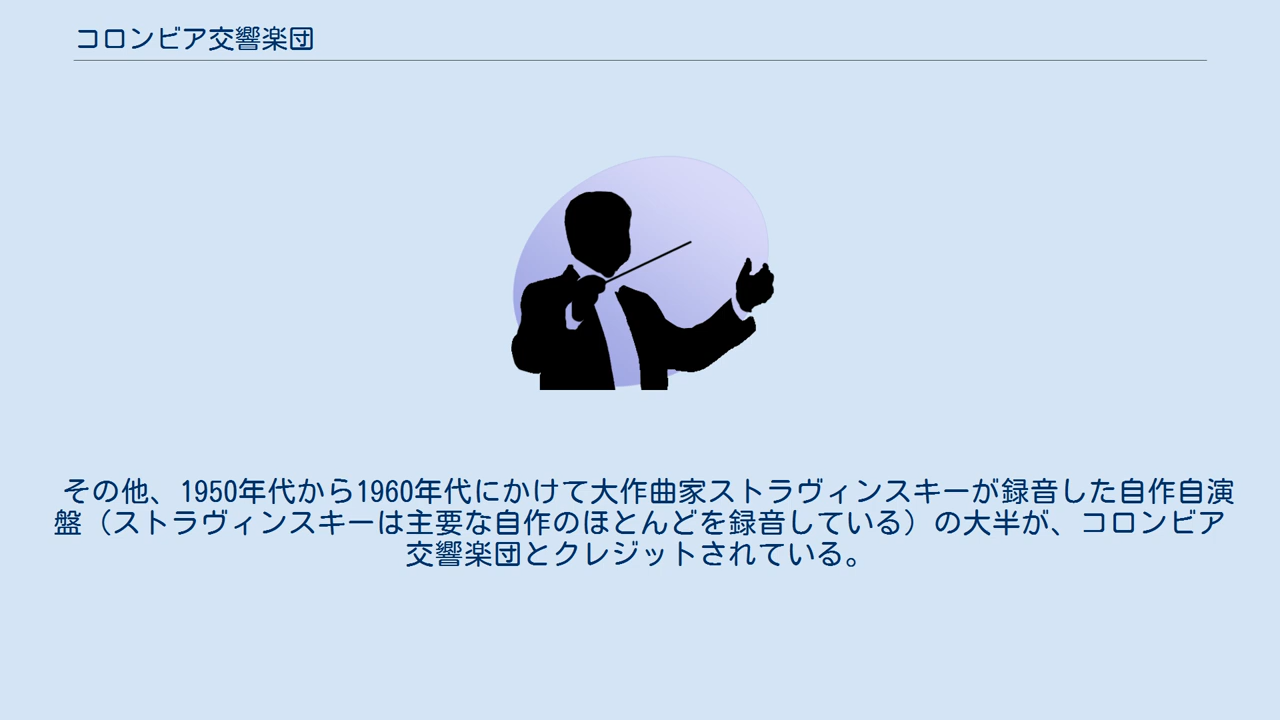 コロンビア交響楽団
その他、1950年代から1960年代にかけて大作曲家ストラヴィンスキーが録音した自作自演
盤（ストラヴィンスキーは主要な自作のほとんどを録音している）の大半が、コロンビア
交響楽団とクレジットされている。